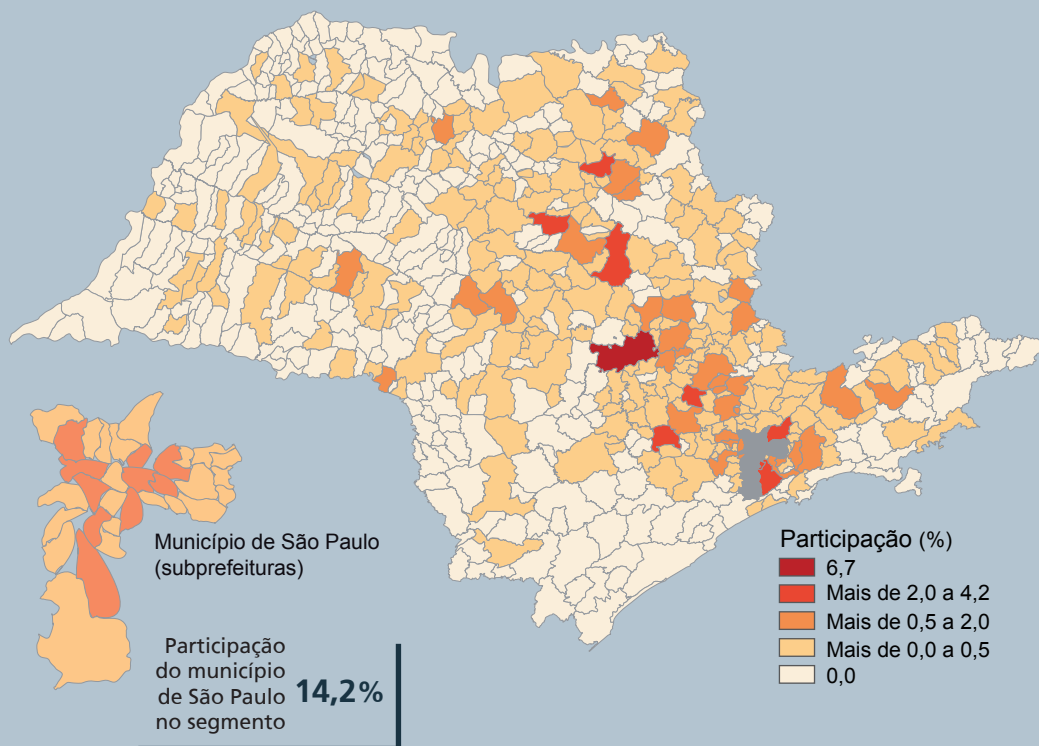 Município de São Paulo
(subprefeituras)
Participação
do município
de São Paulo
no segmento
14,2%
Participação (%)
6,7
Mais de 2,0 a 4,2
Mais de 0,5 a 2,0
Mais de 0,0 a 0,5
0,0